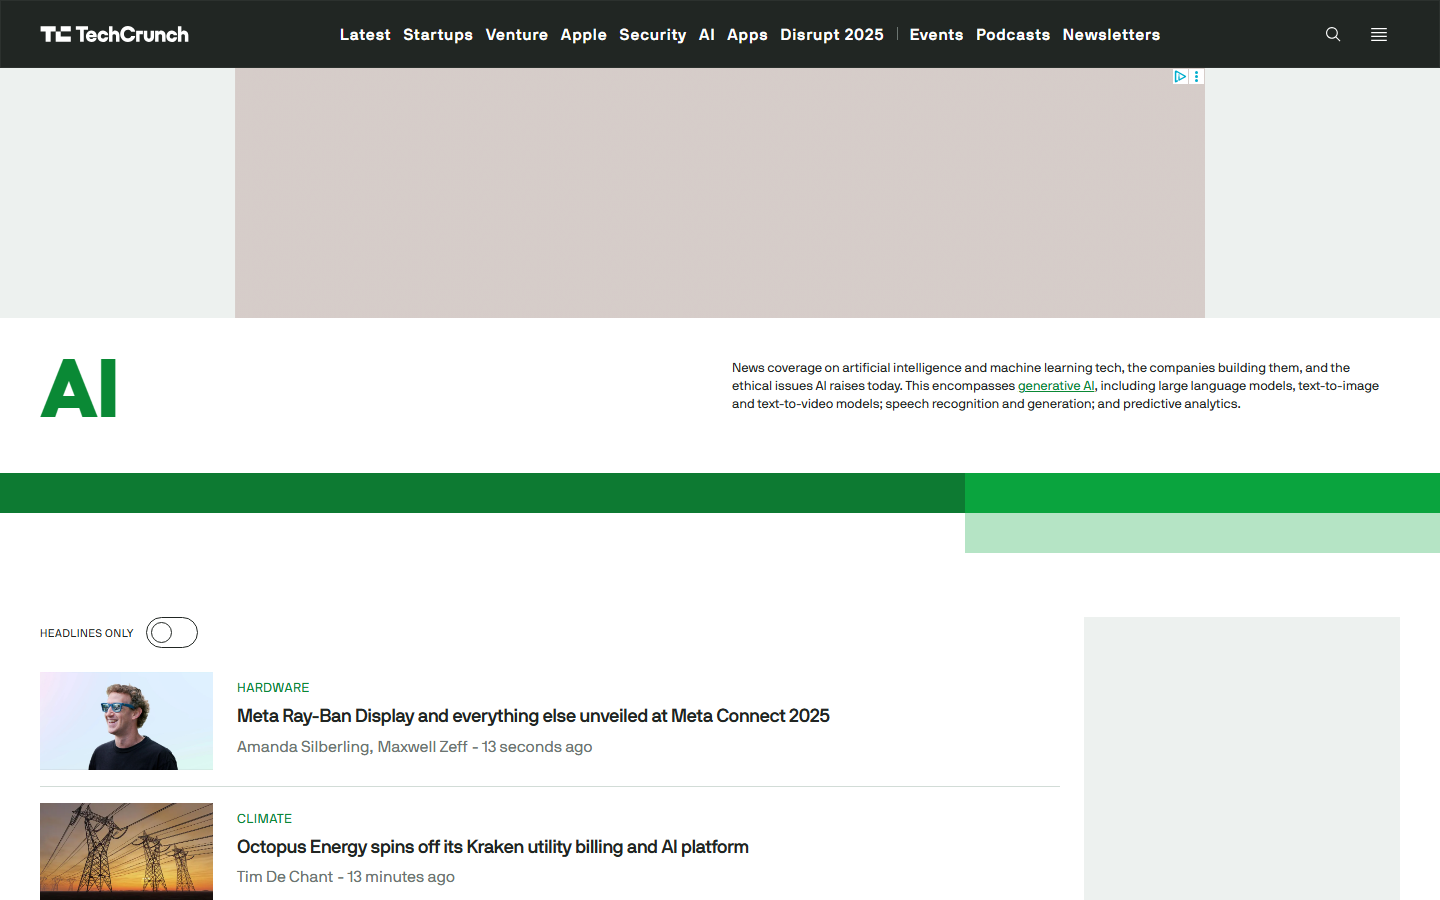 TechCrunch
Latest Startups Venture Apple Security AI Apps Disrupt 2025 Events Podcasts Newsletters
AI
News coverage on artificial intelligence and machine learning tech, the companies building them, and the
ethical issues AI raises today. This encompasses generative AI, including large language models, text-to-image
and text-to-video models; speech recognition and generation; and predictive analytics.
HEADLINES ONLY
HARDWARE
Meta Ray-Ban Display and everything else unveiled at Meta Connect 2025
Amanda Silberling, Maxwell Zeff - 13 seconds ago
CLIMATE
Octopus Energy spins off its Kraken utility billing and AI platform
Tim De Chant - 13 minutes ago